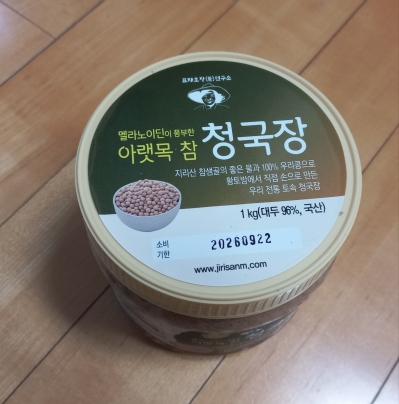 멜라노이딘이 풍부한
아랫목 참 청국장
지리산 참샘골의 좋은 물과 100% 우리콩으로
황토방에서 직접 손으로 만든
우리 전통 토속 청국장
1 kg(대두 96%, 국산)
소비
기한
20260922
www.jirisanm.com